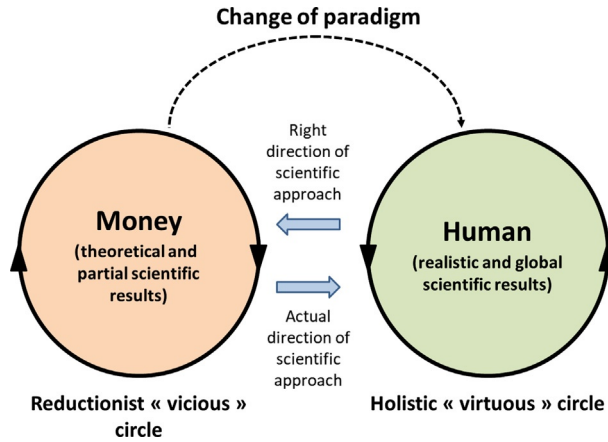 Change of paradigm
Right
direction of
scientific
approach
Money
(theoretical and
partial scientific
results)
Human
(realistic and global
scientific results)
Actual
direction of
scientific
approach
Reductionist « vicious »
circle
Holistic « virtuous » circle